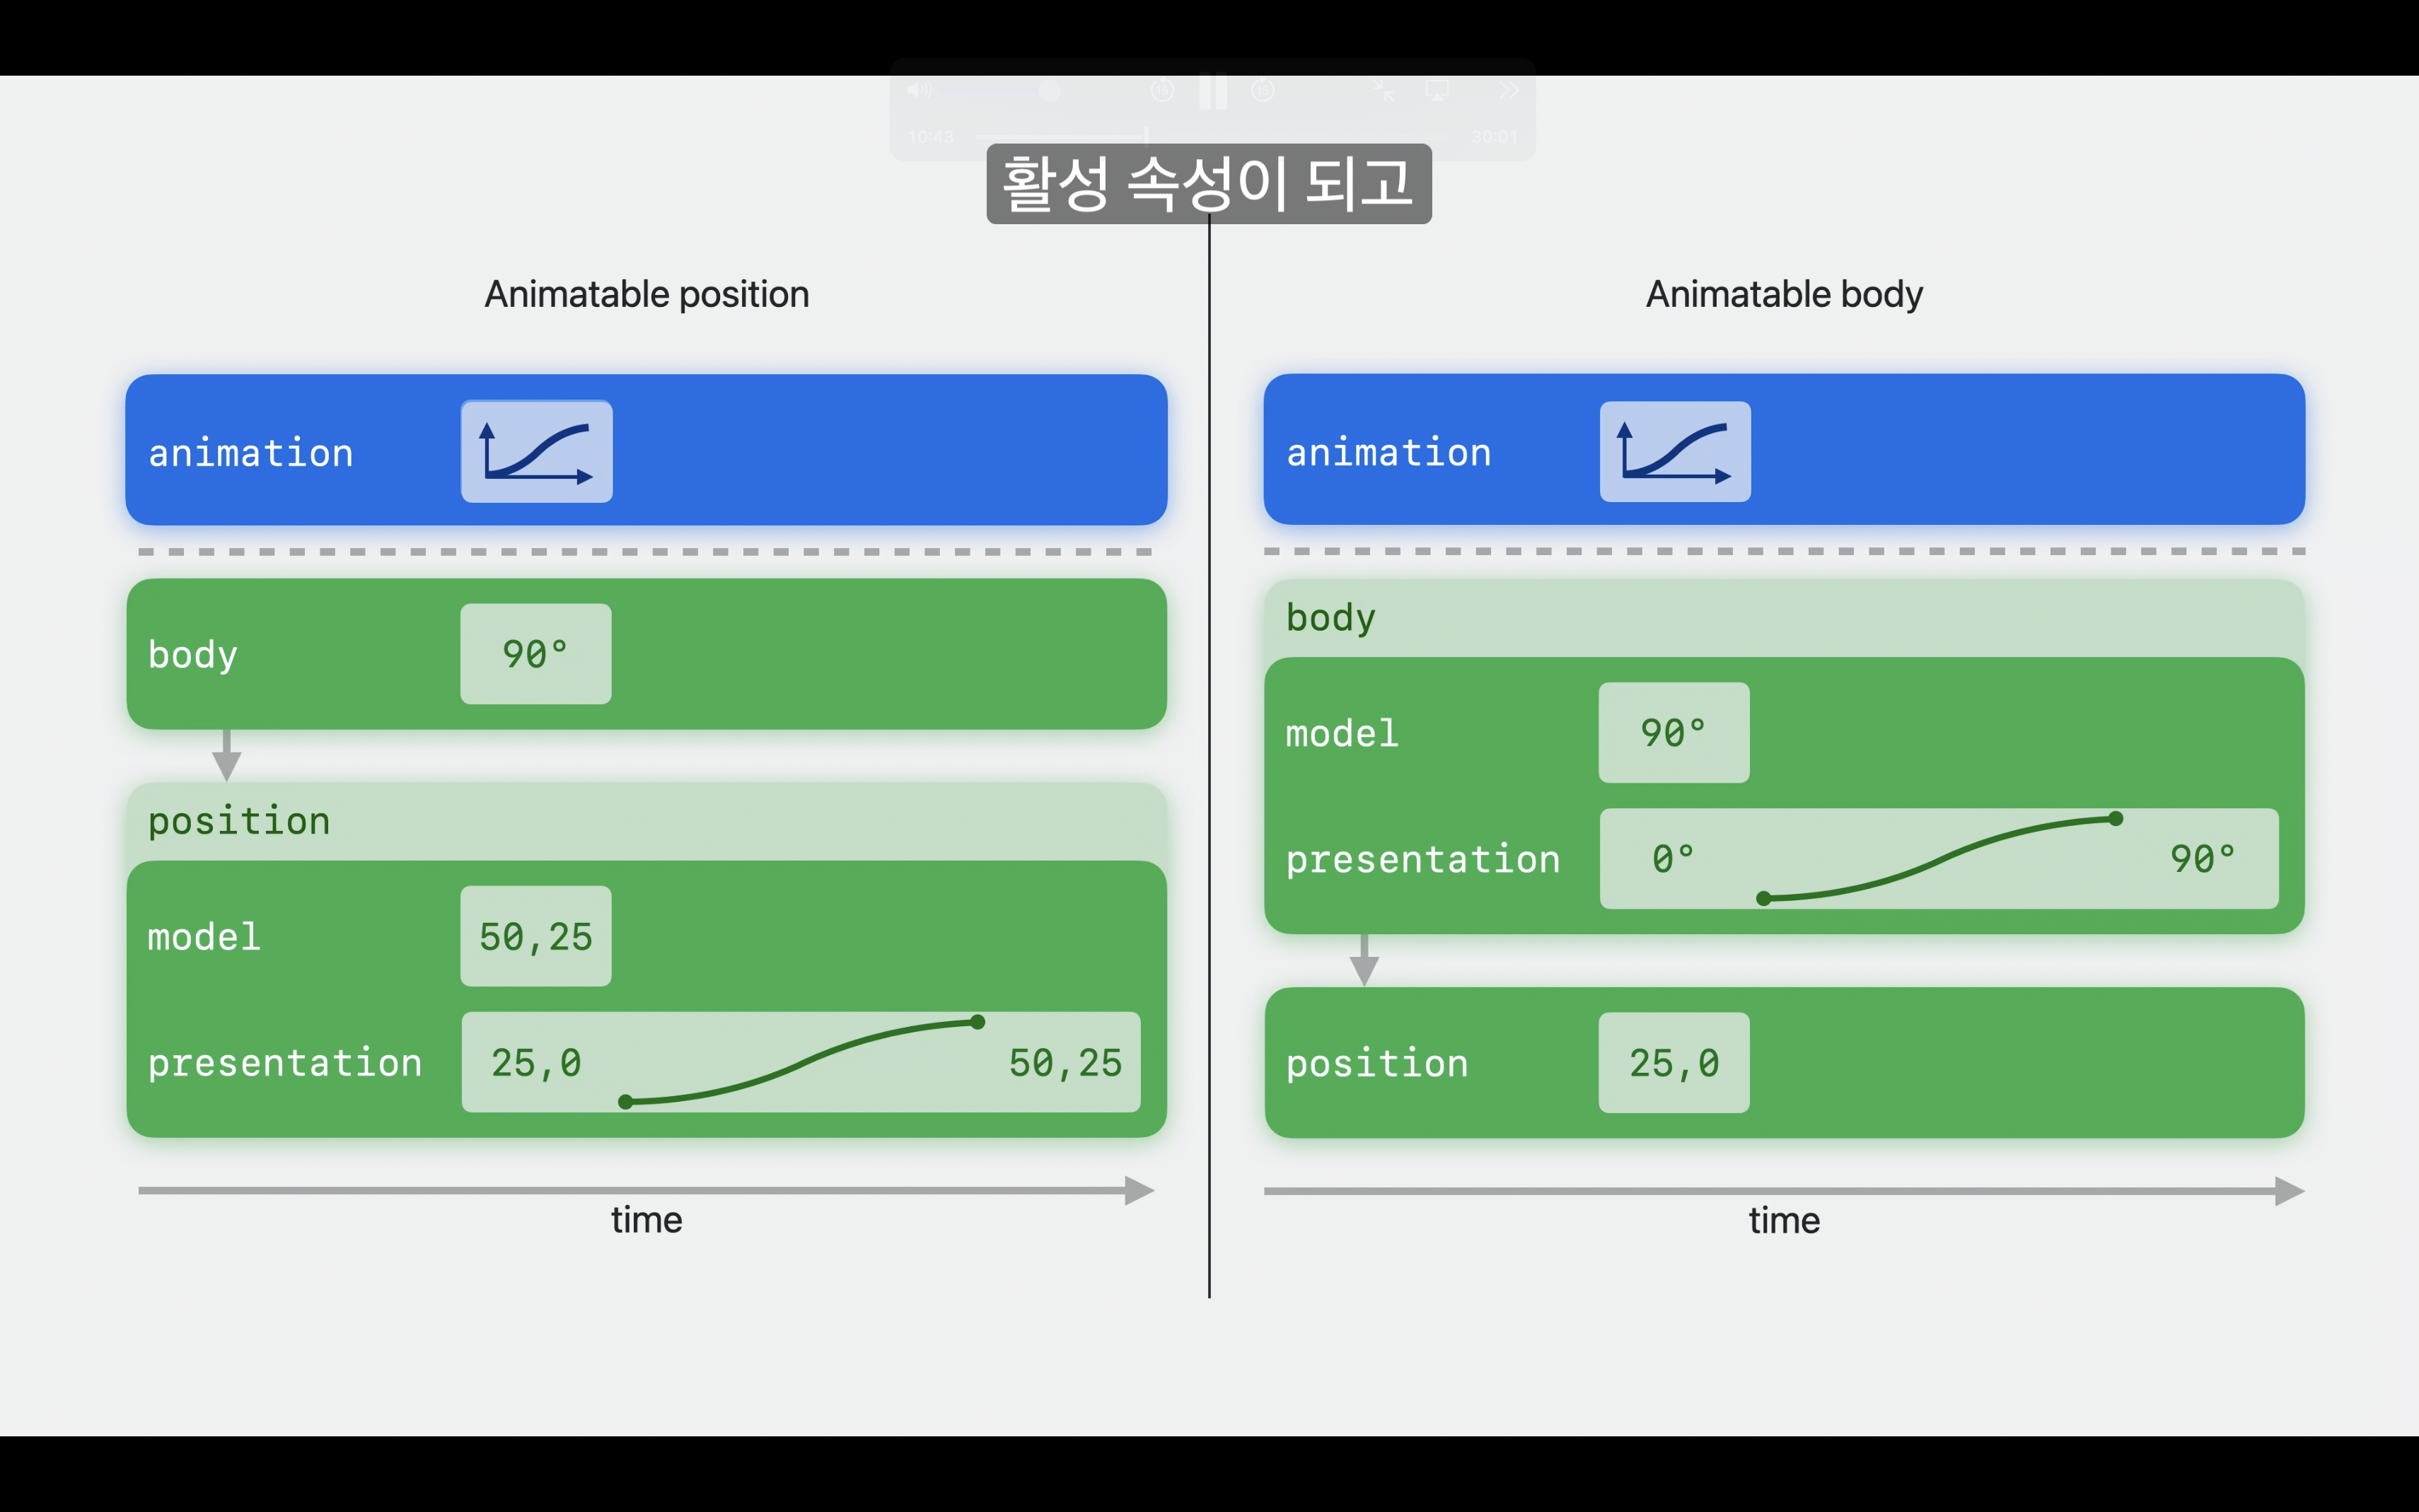 10:43
30:01
활성 속성이 되고
Animatable position
animation
body
90°
position
model
50,25
presentation
25,0
50,25
time
Animatable body
animation
body
model
90°
presentation
0°
90°
position
25,0
time